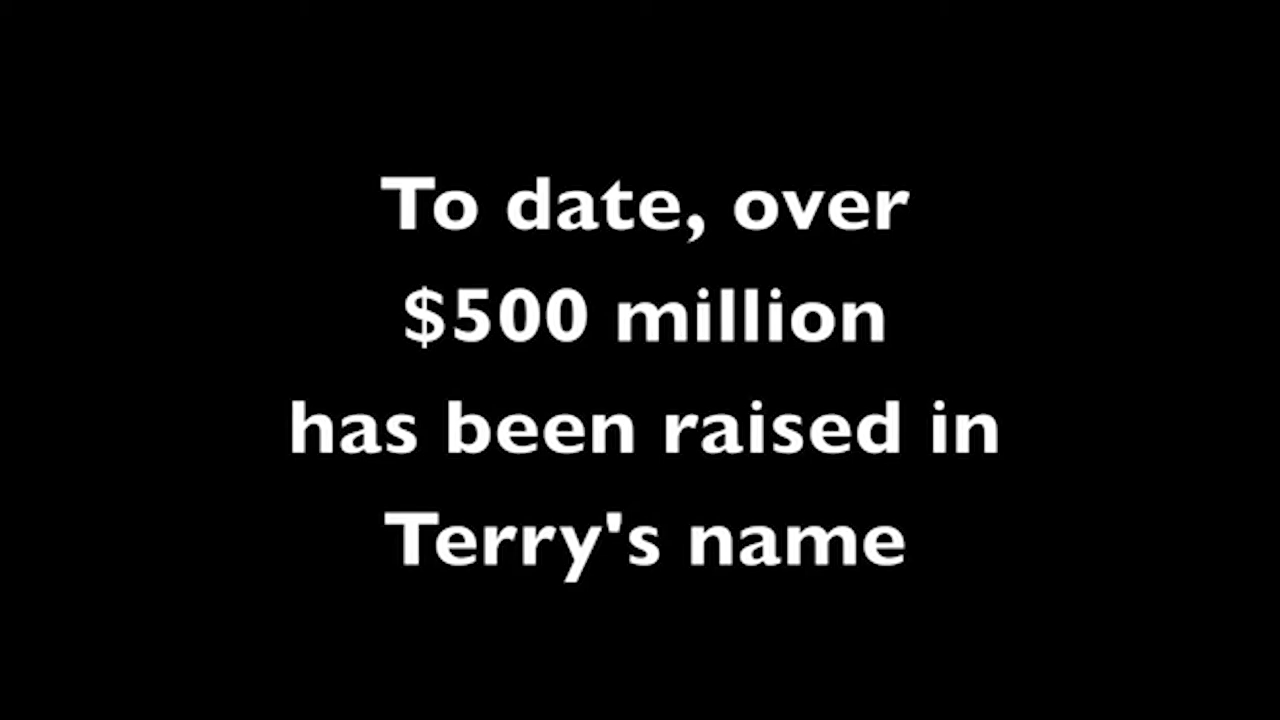 To date, over
$500 million
has been raised in
Terry's name